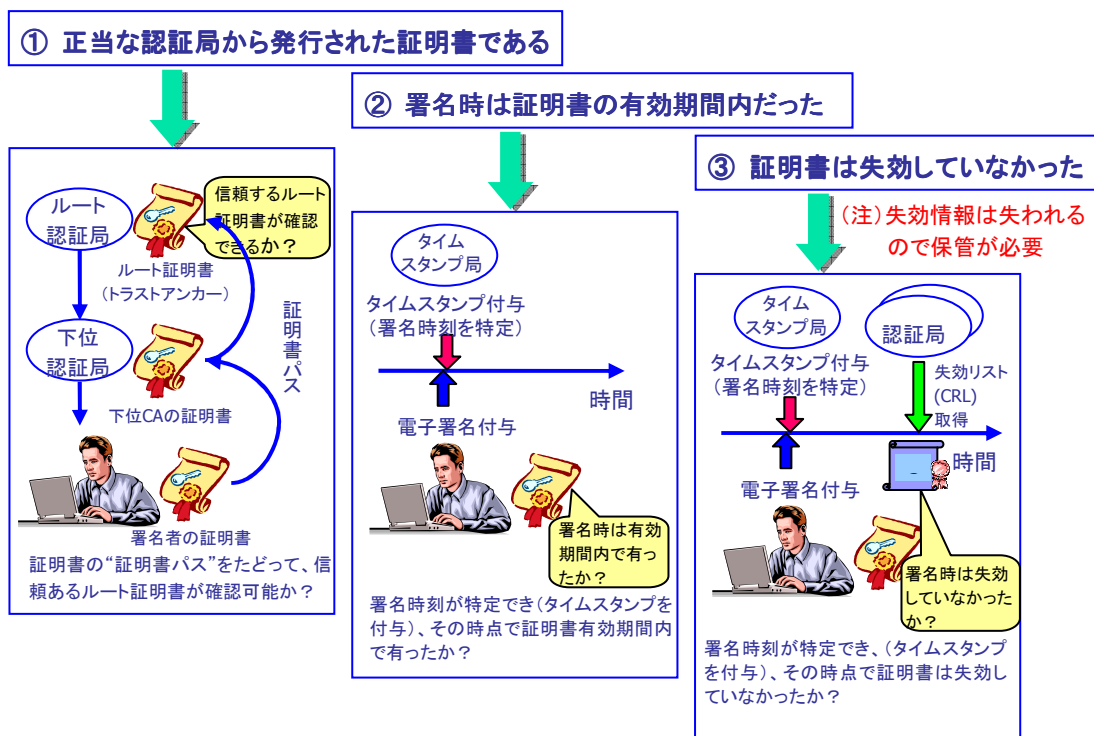 ① 正当な認証局から発行された証明書である
ルート
認証局
信頼するルート
証明書が確認
できるか？
ルート証明書
（トラストアンカー）
証明書パス
下位
認証局
下位CAの証明書
署名者の証明書
証明書の“証明書パス”をたどって、信
頼あるルート証明書が確認可能か？
② 署名時は証明書の有効期間内だった
タイム
スタンプ局
タイムスタンプ付与
（署名時刻を特定）
時間
電子署名付与
署名時は有効
期間内で有っ
たか？
署名時刻が特定でき（タイムスタンプを
付与）、その時点で証明書有効期間内
で有ったか？
③ 証明書は失効していなかった
（注）失効情報は失われる
ので保管が必要
タイム
スタンプ局
認証局
タイムスタンプ付与
（署名時刻を特定）
失効リスト
(CRL)
取得
時間
電子署名付与
署名時は失効
していなかった
か？
署名時刻が特定でき、（タイムスタンプ
を付与）、その時点で証明書は失効し
ていなかったか？